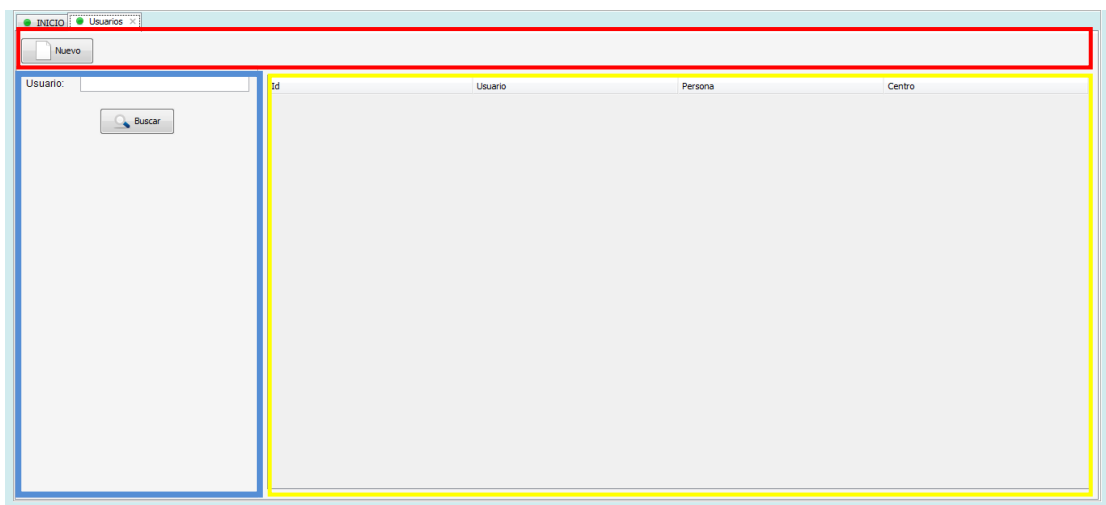 INICIO Usuarios
Nuevo
Usuario:
Buscar
Id Usuario Persona Centro